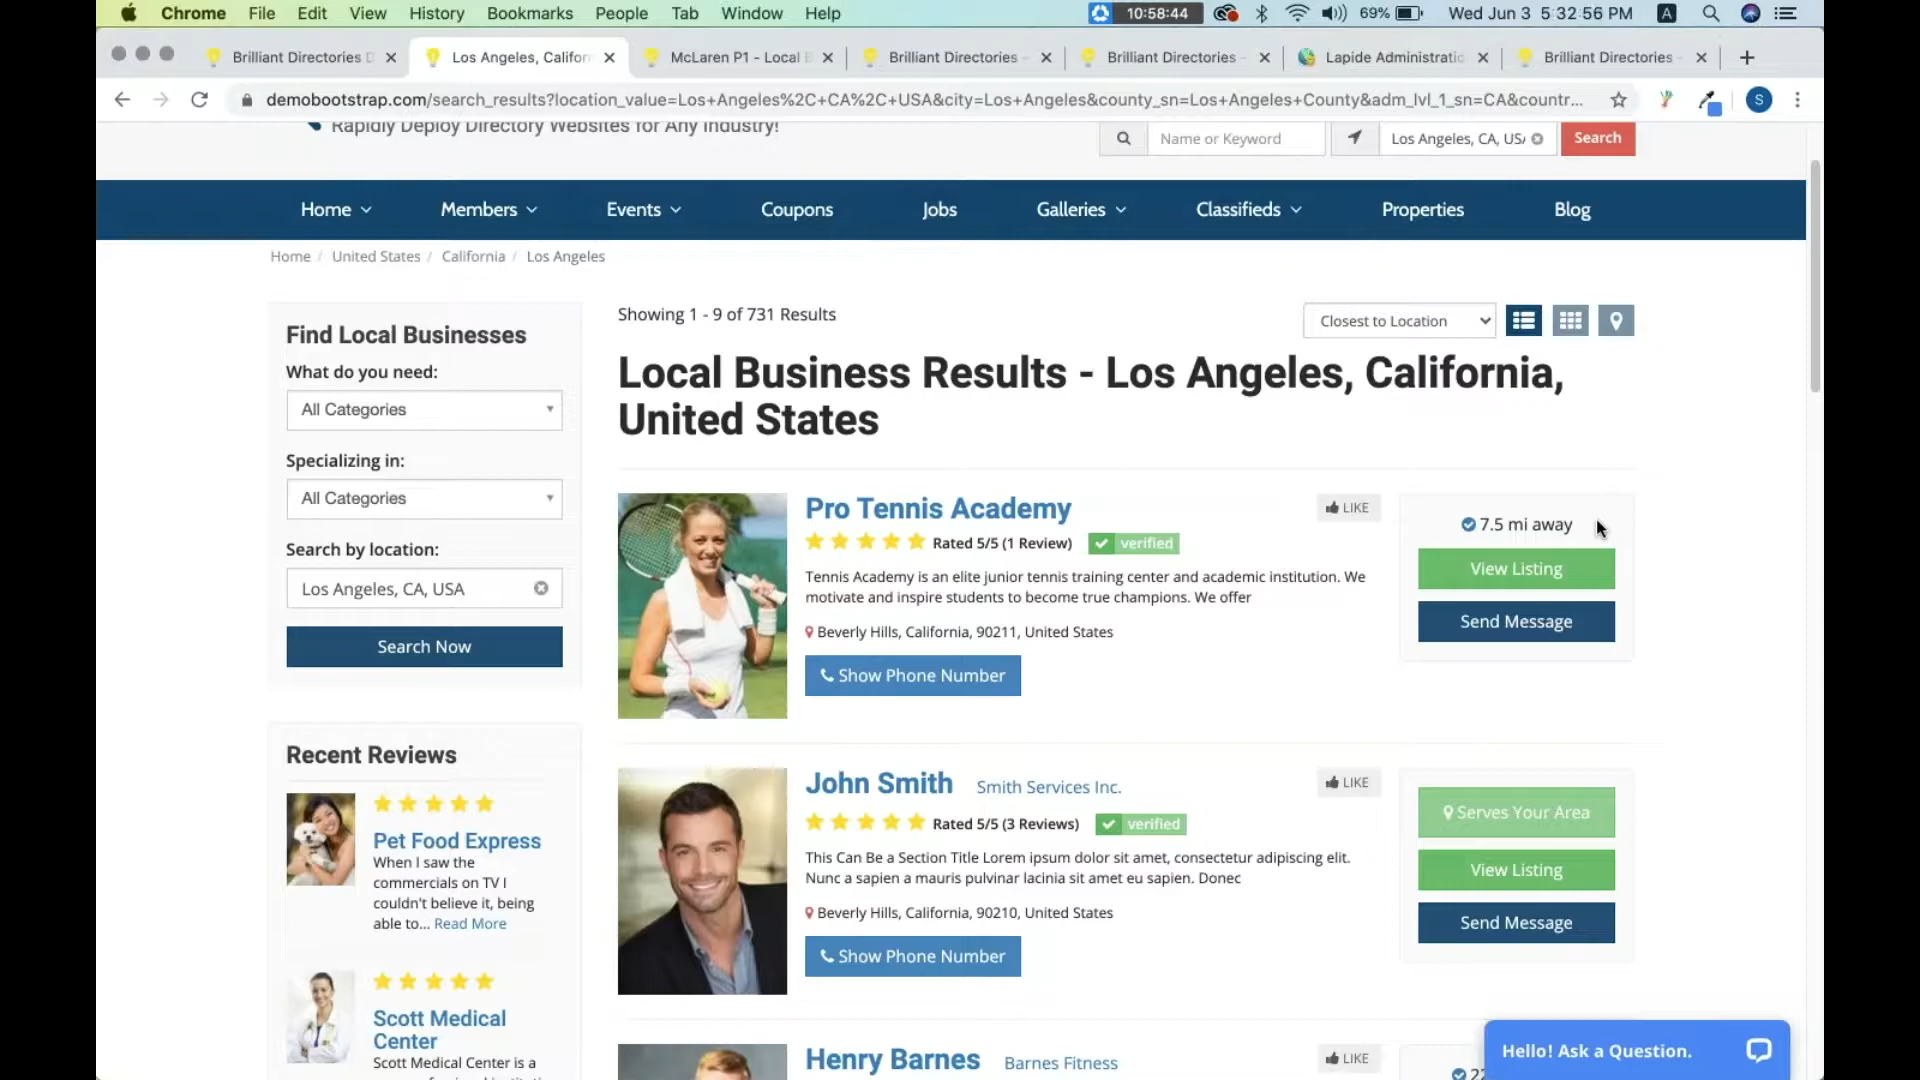 Chrome File Edit View History Bookmarks People Tab Window Help 10:58:44 69% Wed Jun 3 5:32:56 PM A
Brilliant Directories Los Angeles, Califor McLaren P1 - Local Brilliant Directories - Brilliant Directories - Lapide Administratio Brilliant Directories -
demobootstrap.com/search_results?location_value=Los+Angeles%2C+CA%2C+USA&city=Los+Angeles&county_sn=Los+Angeles+County&adm_lvl_1_sn=CA&countr... S
Rapidly Deploy Directory Websites for Any Industry!
Name or Keyword Los Angeles, CA, USA Search
Home Members Events Coupons Jobs Galleries Classifieds Properties Blog
Home / United States / California / Los Angeles
Find Local Businesses
What do you need:
All Categories
Specializing in:
All Categories
Search by location:
Los Angeles, CA, USA
Search Now
Recent Reviews
Pet Food Express
When I saw the
commercials on TV I
couldn't believe it, being
able to... Read More
Scott Medical
Center
Scott Medical Center is a
Showing 1 - 9 of 731 Results
Closest to Location
Local Business Results - Los Angeles, California,
United States
Pro Tennis Academy
LIKE
Rated 5/5 (1 Review) verified
Tennis Academy is an elite junior tennis training center and academic institution. We
motivate and inspire students to become true champions. We offer
Beverly Hills, California, 90211, United States
Show Phone Number
7.5 mi away
View Listing
Send Message
John Smith Smith Services Inc.
LIKE
Rated 5/5 (3 Reviews) verified
This Can Be a Section Title Lorem ipsum dolor sit amet, consectetur adipiscing elit.
Nunc a sapien a mauris pulvinar lacinia sit amet eu sapien. Donec
Beverly Hills, California, 90210, United States
Show Phone Number
Serves Your Area
View Listing
Send Message
Henry Barnes Barnes Fitness
LIKE
Hello! Ask a Question.